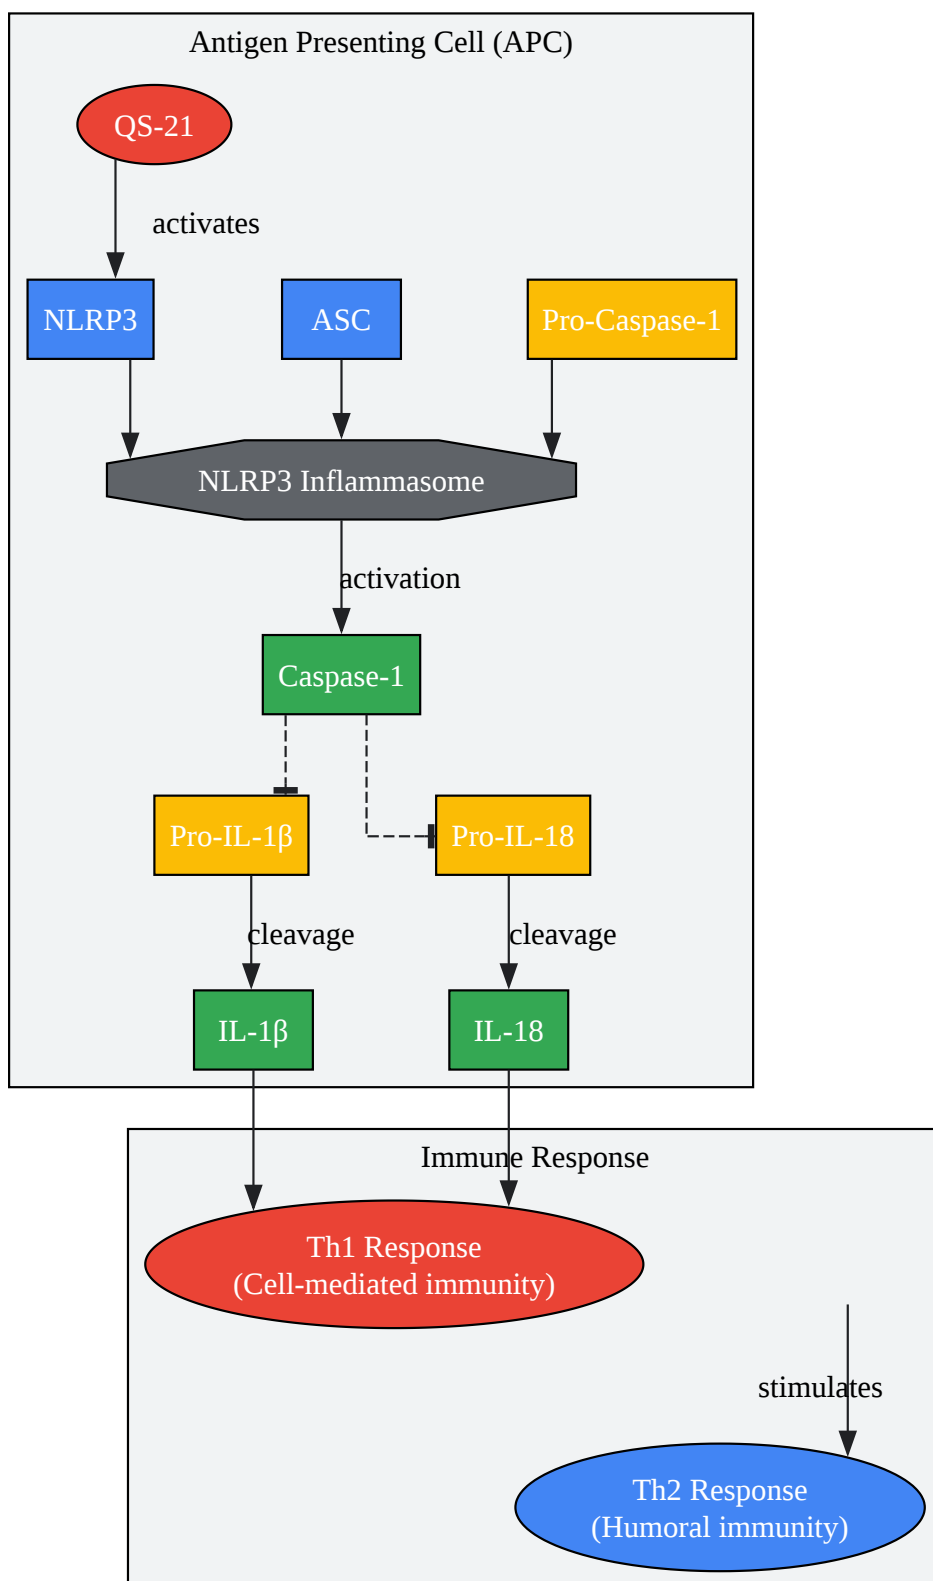 Antigen Presenting Cell (APC)
QS-21
activates
NLRP3
ASC
Pro-Caspase-1
NLRP3 Inflammasome
activation
Caspase-1
Pro-IL-1β
Pro-IL-18
cleavage
cleavage
IL-1β
IL-18
Immune Response
Th1 Response
(Cell-mediated immunity)
stimulates
Th2 Response
(Humoral immunity)